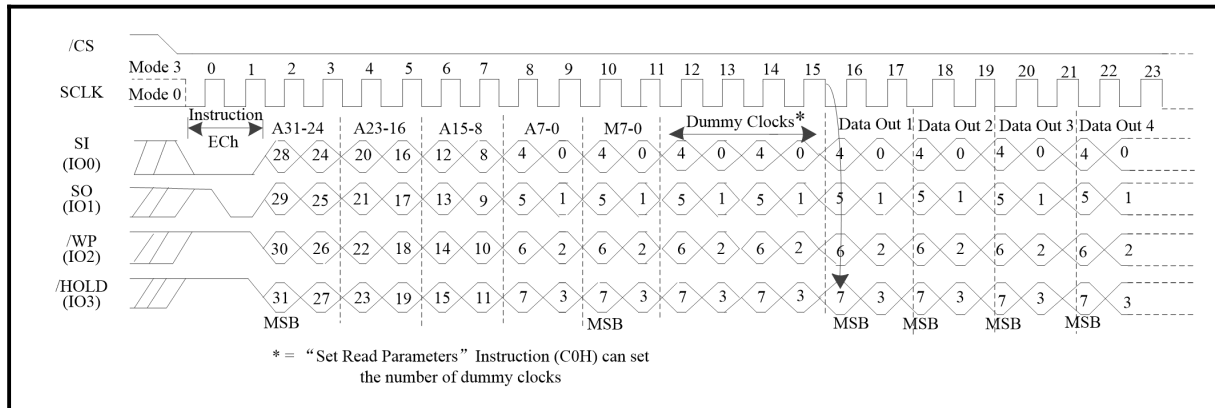 /CS
Mode 3 0 1 2 3 4 5 6 7 8 9 10 11 12 13 14 15 16 17 18 19 20 21 22 23
SCLK Mode 0
Instruction A31-24 A23-16 A15-8 A7-0 M7-0 Dummy Clocks* Data Out 1 Data Out 2 Data Out 3 Data Out 4
ECh
SI
(IO0) 28 24 20 16 12 8 4 0 4 0 4 0 4 0 4 0 4 0 4 0 4 0
SO
(IO1) 29 25 21 17 13 9 5 1 5 1 5 1 5 1 5 1 5 1 5 1 5 1
/WP
(IO2) 30 26 22 18 14 10 6 2 6 2 6 2 6 2 6 2 6 2 6 2 6 2
/HOLD
(IO3) 31 27 23 19 15 11 7 3 7 3 7 3 7 3 7 3 7 3 7 3 7 3
MSB MSB MSB MSB MSB MSB
* = “Set Read Parameters” Instruction (C0H) can set
the number of dummy clocks